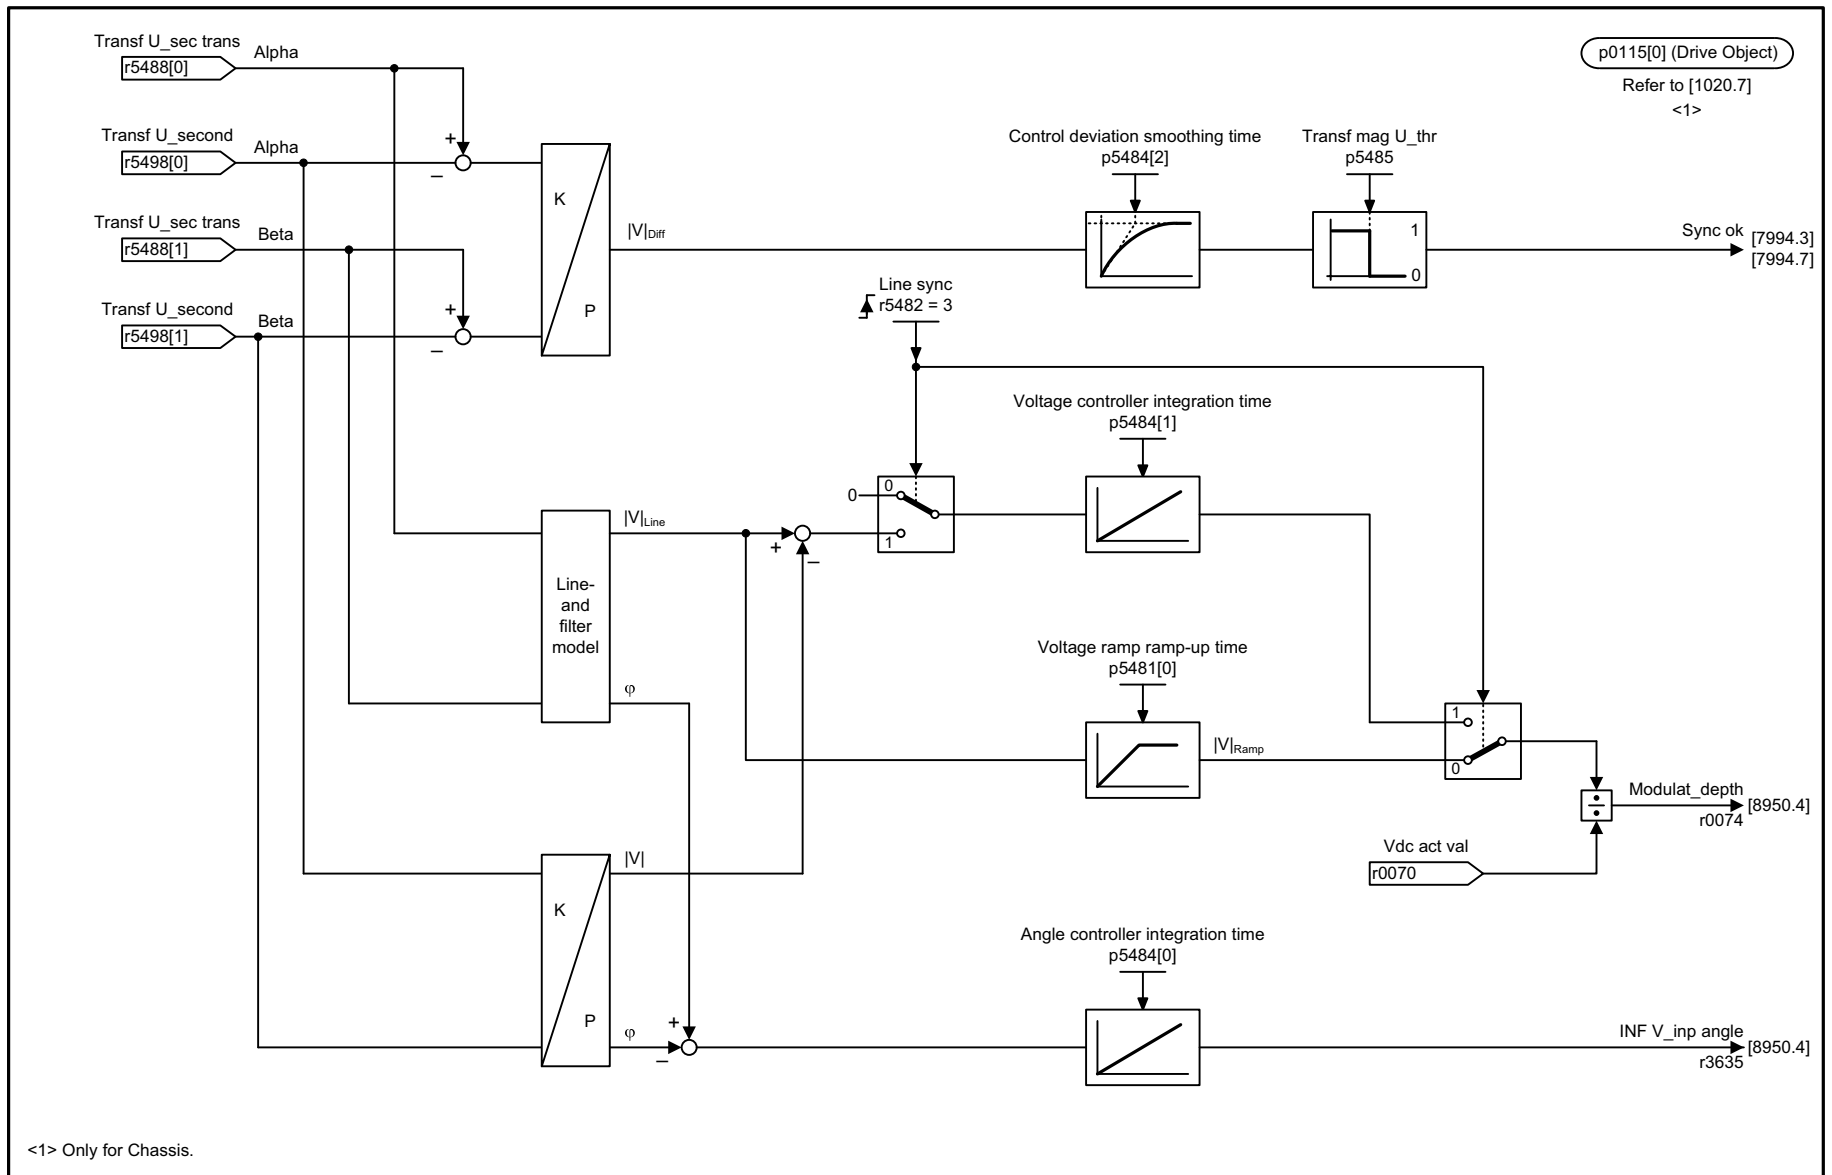 Transf U_sec trans
r5488[0]
Alpha
p0115[0] (Drive Object)
Refer to [1020.7]
<1>
Transf U_second
r5498[0]
Alpha
+
–
Control deviation smoothing time
p5484[2]
Transf mag U_thr
p5485
K
P
|V|Diff
1
0
Sync ok
[7994.3]
[7994.7]
Transf U_sec trans
r5488[1]
Beta
Transf U_second
r5498[1]
Beta
+
–
Line sync
r5482 = 3
Voltage controller integration time
p5484[1]
0
0
1
|V|Line
+
–
Line-
and
filter
model
φ
Voltage ramp ramp-up time
p5481[0]
|V|Ramp
1
0
÷
Modulat_depth
r0074
[8950.4]
Vdc act val
r0070
|V|
K
P
φ
+
–
Angle controller integration time
p5484[0]
INF V_inp angle
r3635
[8950.4]
<1> Only for Chassis.